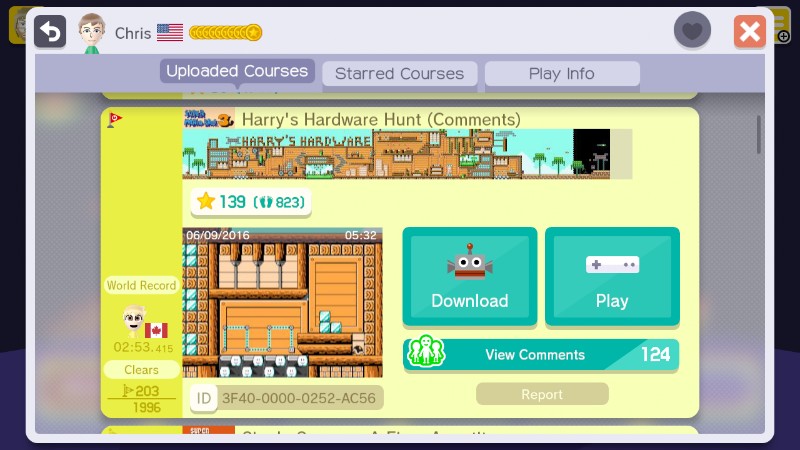 Chris
Uploaded Courses
Starred Courses
Play Info
Harry's Hardware Hunt (Comments)
HARRY'S HARDWARE
139 (823)
06/09/2016 05:32
Download
Play
World Record
02:53.415
Clears
203
1996
View Comments 124
ID 3F40-0000-0252-AC56
Report